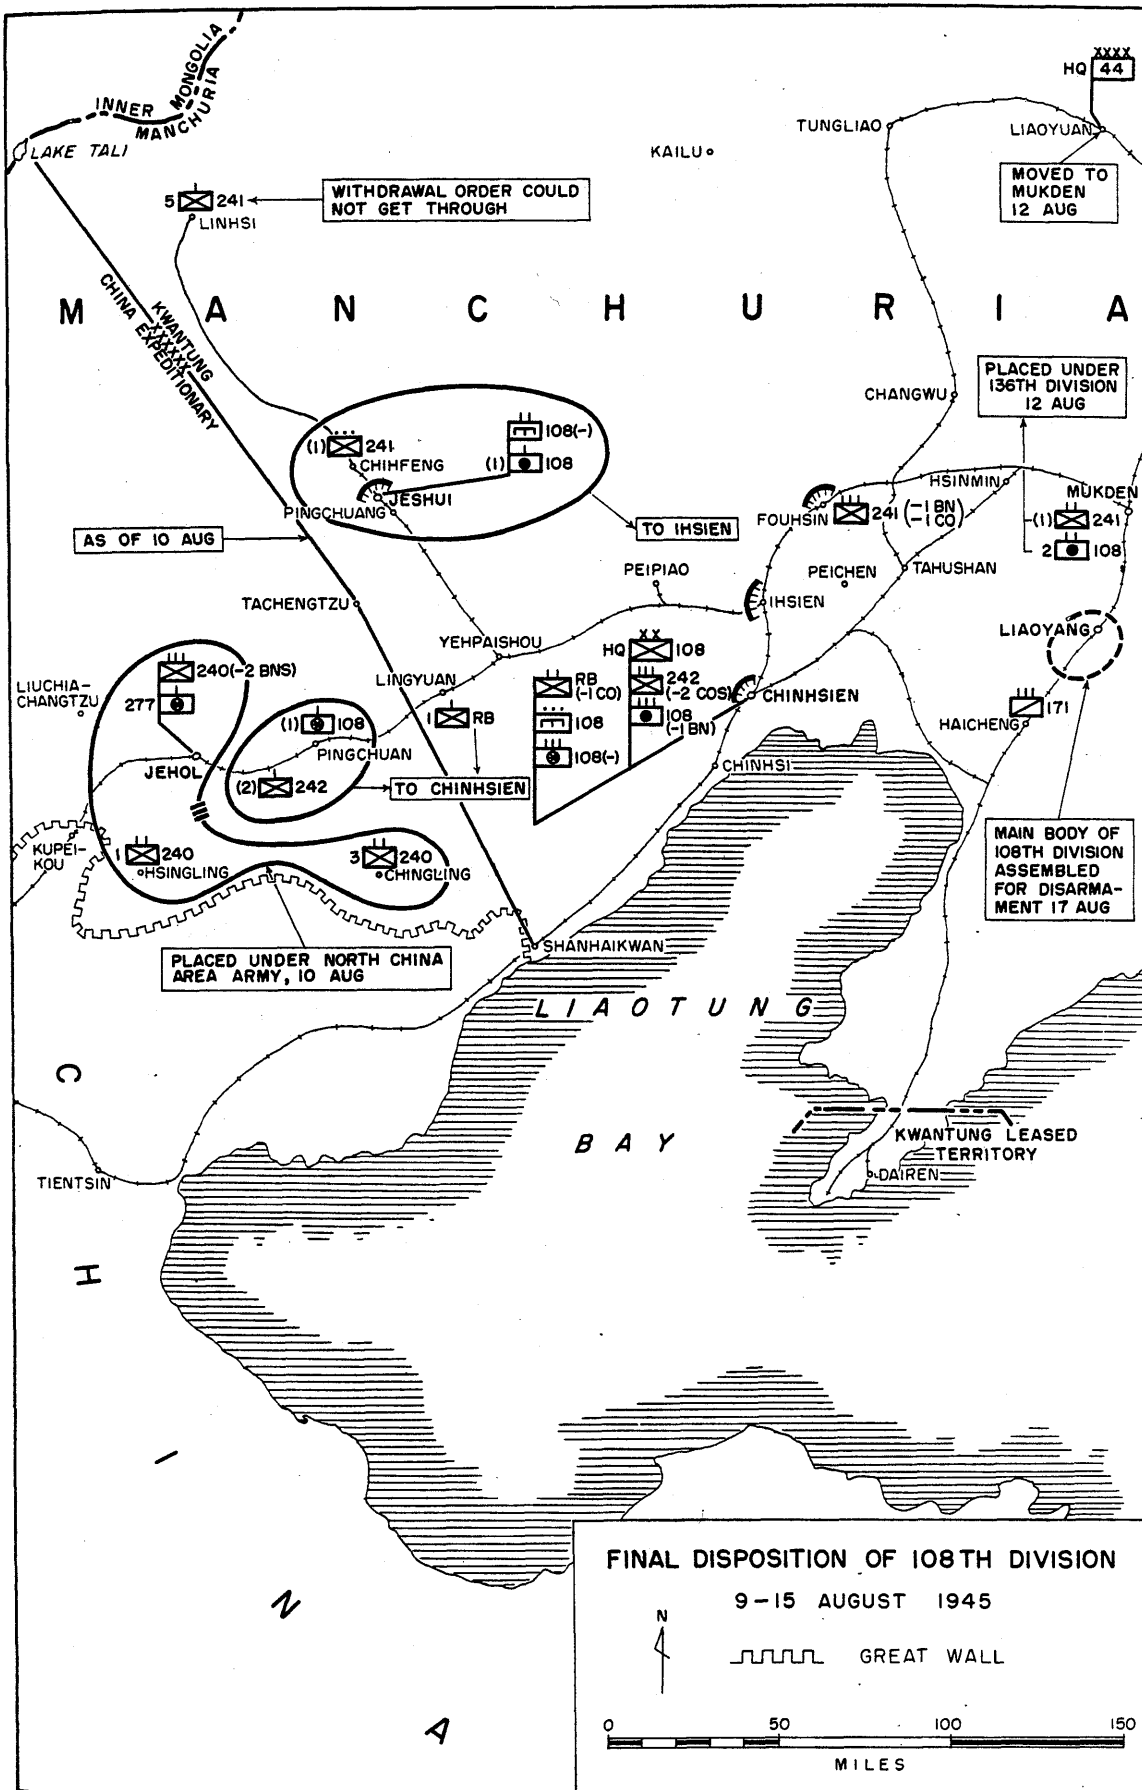 INNER MONGOLIA
MANCHURIA
LAKE TALI
XXXX
HQ 44
LIAOYUAN
MOVED TO
MUKDEN
12 AUG
TUNGLIAO
KAILU
5 241
LINHSI
WITHDRAWAL ORDER COULD
NOT GET THROUGH
MANCHURIA
KWANTUNG
XXXXXX
CHINA EXPEDITIONARY
PLACED UNDER
136TH DIVISION
12 AUG
CHANGWU
(1) 241
CHIHFENG
108(-)
(1) 108
JESHUI
PINGCHUANG
TO IHSIEN
AS OF 10 AUG
HSINMIN
MUKDEN
FOUHSIN
241 (-1 BN
-1 CO)
(1) 241
2 108
PEIPIAO
PEICHEN
TAHUSHAN
IHSIEN
TACHENGTZU
YEHPAISHOU
LIAOYANG
XX
HQ 108
RB
(-1 CO)
242
(-2 COS)
108
108
(-1 BN)
108(-)
CHINHSIEN
LINGYUAN
1 RB
LIUCHIA-
CHANGTZU
240(-2 BNS)
277
(1) 108
PINGCHUAN
JEHOL
(2) 242
TO CHINHSIEN
171
HAICHENG
CHINHSI
KUPEI-
KOU
1 240
HSINGLING
3 240
CHINGLING
MAIN BODY OF
108TH DIVISION
ASSEMBLED
FOR DISARMA-
MENT 17 AUG
SHANHAIKWAN
PLACED UNDER NORTH CHINA
AREA ARMY, 10 AUG
LIAOTUNG
BAY
KWANTUNG LEASED
TERRITORY
DAIREN
TIENTSIN
CHINA
FINAL DISPOSITION OF 108TH DIVISION
9-15 AUGUST 1945
N
GREAT WALL
0 50 100 150
MILES